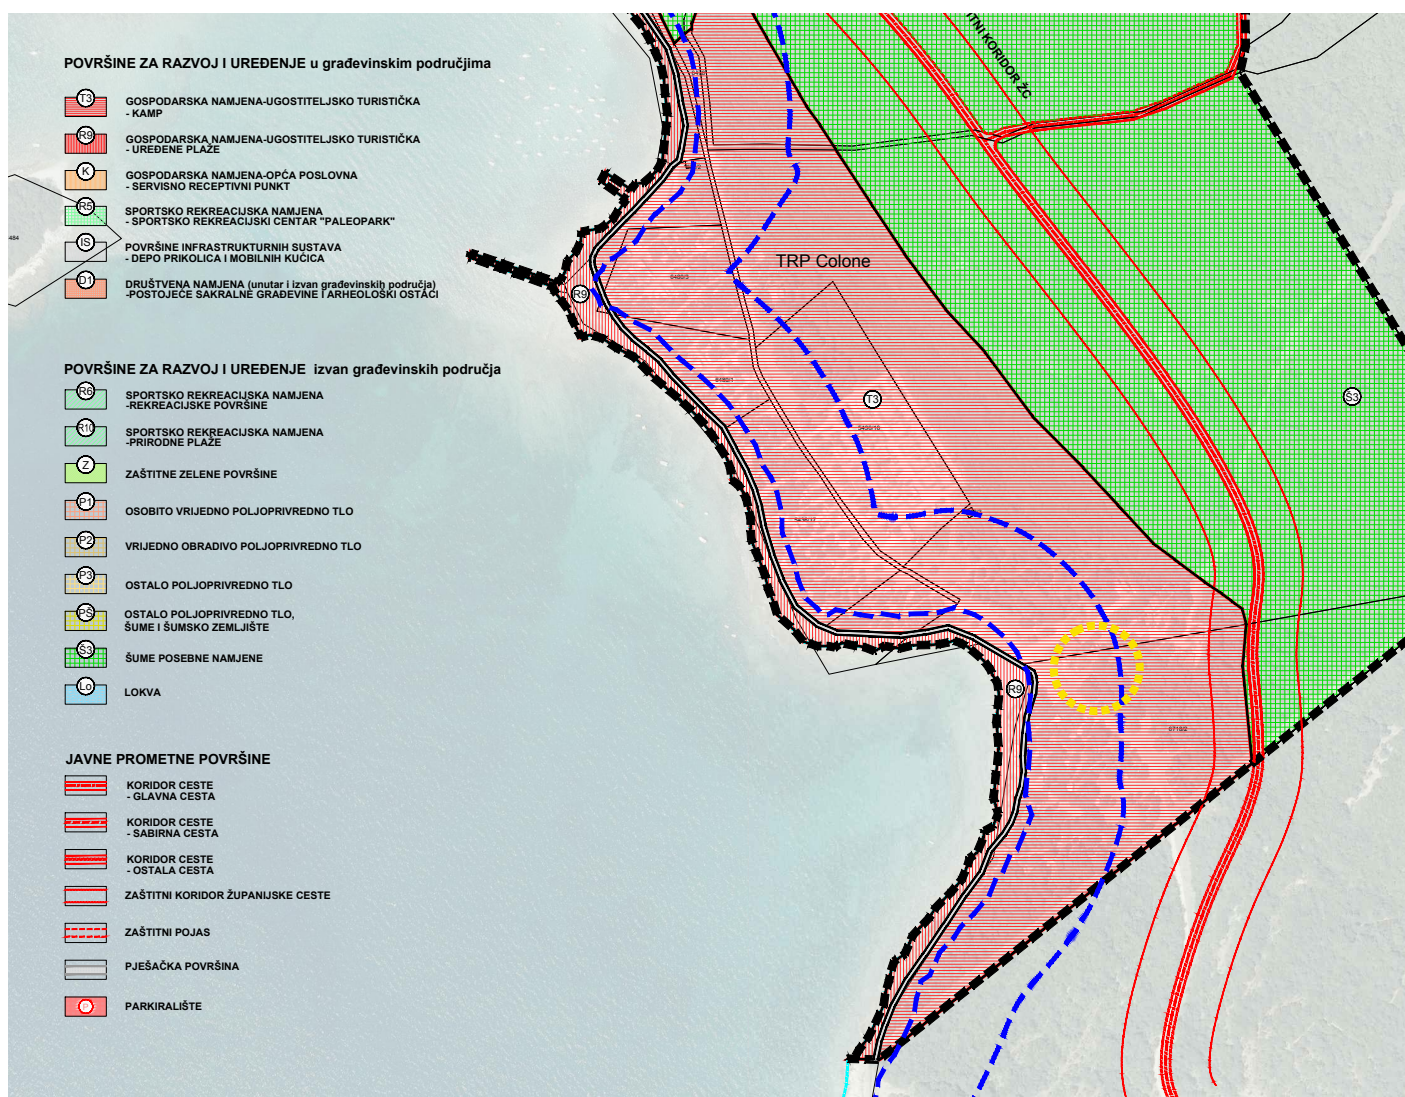 POVRŠINE ZA RAZVOJ I UREĐENJE u građevinskim područjima
T3
GOSPODARSKA NAMJENA-UGOSTITELJSKO TURISTIČKA
- KAMP
R9
GOSPODARSKA NAMJENA-UGOSTITELJSKO TURISTIČKA
- UREĐENE PLAŽE
K
GOSPODARSKA NAMJENA-OPĆA POSLOVNA
- SERVISNO RECEPTIVNI PUNKT
R5
SPORTSKO REKREACIJSKA NAMJENA
- SPORTSKO REKREACIJSKI CENTAR "PALEOPARK"
IS
POVRŠINE INFRASTRUKTURNIH SUSTAVA
- DEPO PRIKOLICA I MOBILNIH KUĆICA
D1
DRUŠTVENA NAMJENA (unutar i izvan građevinskih područja)
-POSTOJEĆE SAKRALNE GRAĐEVINE I ARHEOLOŠKI OSTACI
POVRŠINE ZA RAZVOJ I UREĐENJE izvan građevinskih područja
R6
SPORTSKO REKREACIJSKA NAMJENA
-REKREACIJSKE POVRŠINE
R10
SPORTSKO REKREACIJSKA NAMJENA
-PRIRODNE PLAŽE
Z
ZAŠTITNE ZELENE POVRŠINE
P1
OSOBITO VRIJEDNO POLJOPRIVREDNO TLO
P2
VRIJEDNO OBRADIVO POLJOPRIVREDNO TLO
P3
OSTALO POLJOPRIVREDNO TLO
PŠ
OSTALO POLJOPRIVREDNO TLO,
ŠUME I ŠUMSKO ZEMLJIŠTE
Š3
ŠUME POSEBNE NAMJENE
Lo
LOKVA
JAVNE PROMETNE POVRŠINE
KORIDOR CESTE
- GLAVNA CESTA
KORIDOR CESTE
- SABIRNA CESTA
KORIDOR CESTE
- OSTALA CESTA
ZAŠTITNI KORIDOR ŽUPANIJSKE CESTE
ZAŠTITNI POJAS
PJEŠAČKA POVRŠINA
P
PARKIRALIŠTE
TNI KORIDOR ŽC
TRP Colone
R9
T3
Š3
R9
6718/2